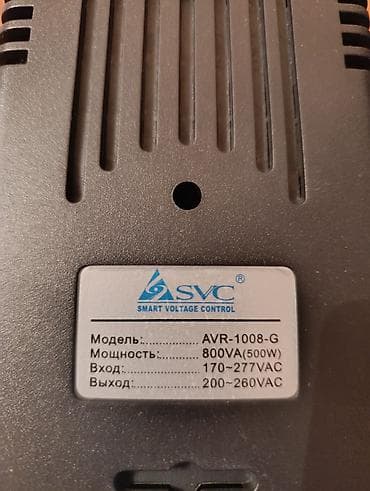 SVC®
SMART VOLTAGE CONTROL
Модель:................ AVR-1008-G
Мощность:............ 800VA(500W)
Вход:.................... 170~277VAC
Выход:.................. 200~260VAC